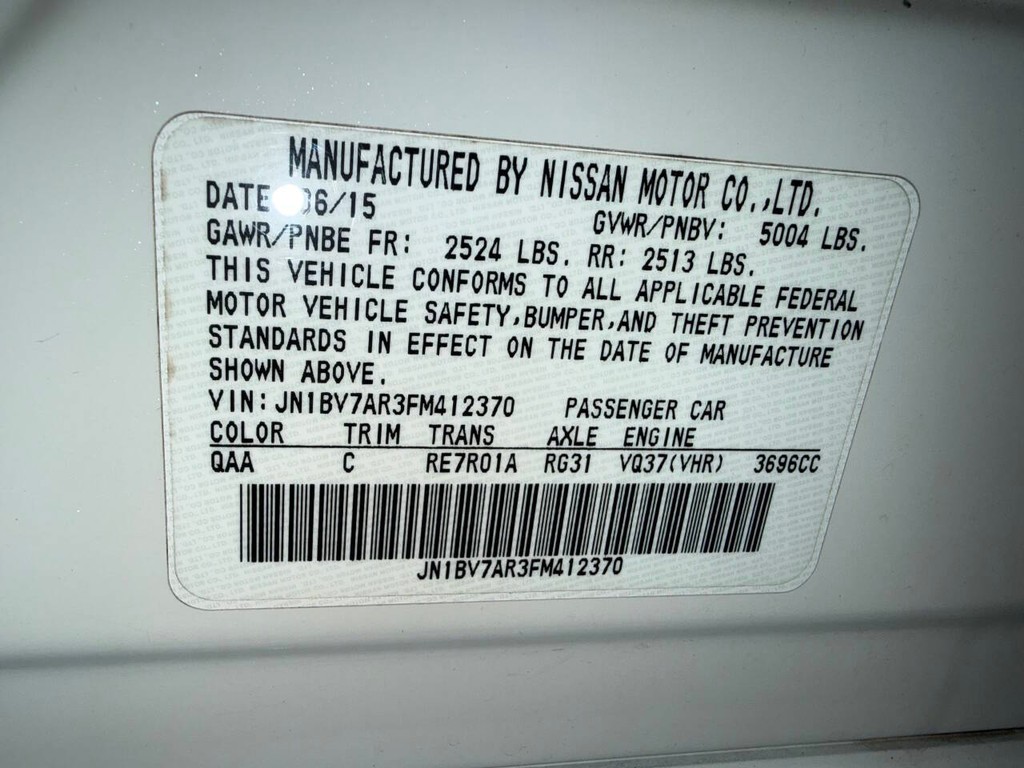 MANUFACTURED BY NISSAN MOTOR CO.,LTD.
DATE 06/15 GVWR/PNBV: 5004 LBS.
GAWR/PNBE FR: 2524 LBS. RR: 2513 LBS.
THIS VEHICLE CONFORMS TO ALL APPLICABLE FEDERAL
MOTOR VEHICLE SAFETY,BUMPER,AND THEFT PREVENTION
STANDARDS IN EFFECT ON THE DATE OF MANUFACTURE
SHOWN ABOVE.
VIN:JN1BV7AR3FM412370 PASSENGER CAR
COLOR TRIM TRANS AXLE ENGINE
QAA C RE7R01A RG31 VQ37(VHR) 3696CC
JN1BV7AR3FM412370